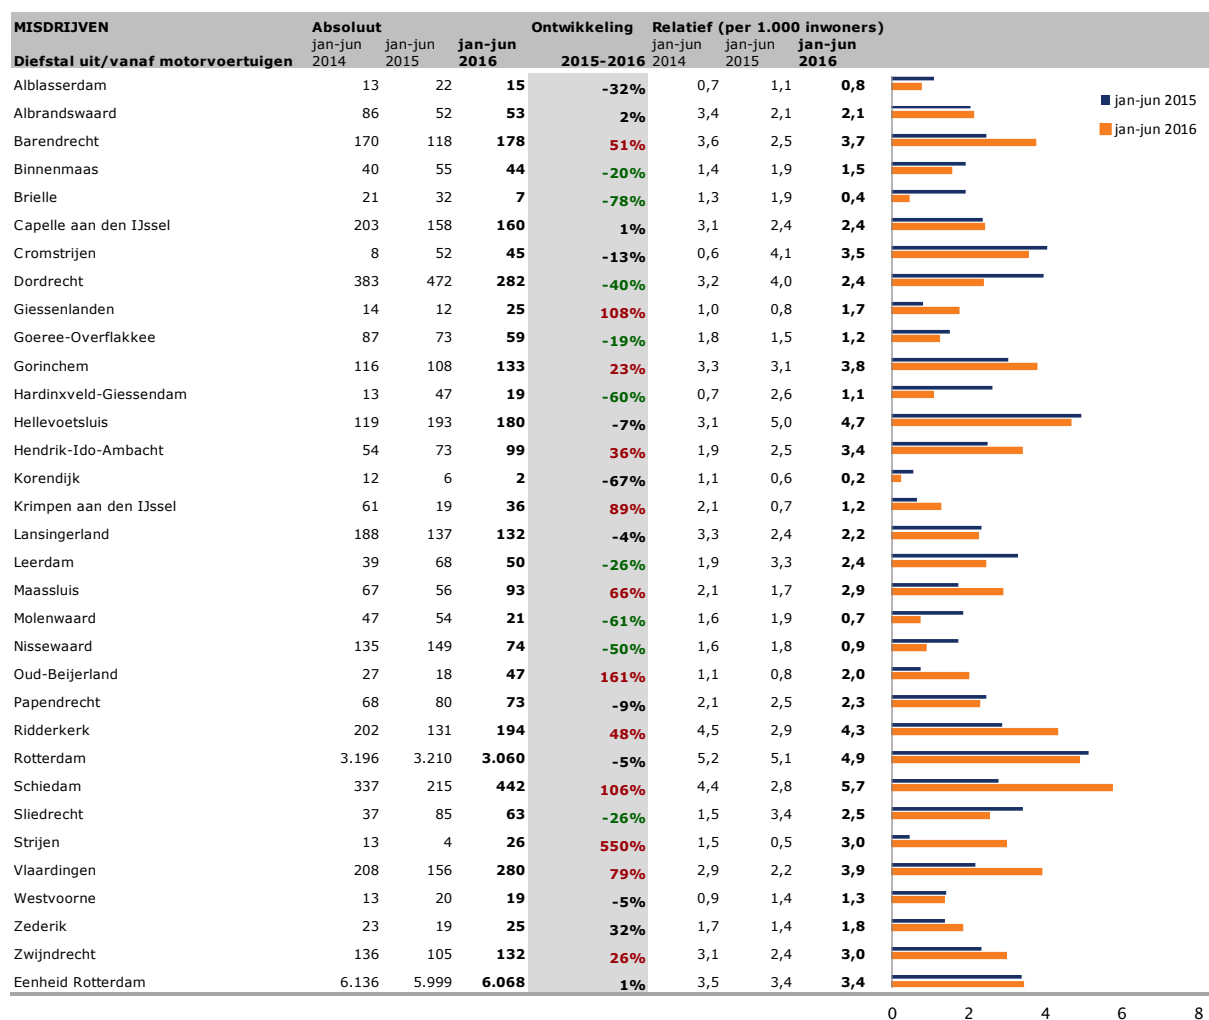 MISDRIJVEN Absoluut Ontwikkeling Relatief (per 1.000 inwoners)
jan-jun jan-jun jan-jun jan-jun jan-jun jan-jun
Diefstal uit/vanaf motorvoertuigen 2014 2015 2016 2015-2016 2014 2015 2016
Alblasserdam 13 22 15 -32% 0,7 1,1 0,8
jan-jun 2015
Albrandswaard 86 52 53 2% 3,4 2,1 2,1
jan-jun 2016
Barendrecht 170 118 178 51% 3,6 2,5 3,7
Binnenmaas 40 55 44 -20% 1,4 1,9 1,5
Brielle 21 32 7 -78% 1,3 1,9 0,4
Capelle aan den IJssel 203 158 160 1% 3,1 2,4 2,4
Cromstrijen 8 52 45 -13% 0,6 4,1 3,5
Dordrecht 383 472 282 -40% 3,2 4,0 2,4
Giessenlanden 14 12 25 108% 1,0 0,8 1,7
Goeree-Overflakkee 87 73 59 -19% 1,8 1,5 1,2
Gorinchem 116 108 133 23% 3,3 3,1 3,8
Hardinxveld-Giessendam 13 47 19 -60% 0,7 2,6 1,1
Hellevoetsluis 119 193 180 -7% 3,1 5,0 4,7
Hendrik-Ido-Ambacht 54 73 99 36% 1,9 2,5 3,4
Korendijk 12 6 2 -67% 1,1 0,6 0,2
Krimpen aan den IJssel 61 19 36 89% 2,1 0,7 1,2
Lansingerland 188 137 132 -4% 3,3 2,4 2,2
Leerdam 39 68 50 -26% 1,9 3,3 2,4
Maassluis 67 56 93 66% 2,1 1,7 2,9
Molenwaard 47 54 21 -61% 1,6 1,9 0,7
Nissewaard 135 149 74 -50% 1,6 1,8 0,9
Oud-Beijerland 27 18 47 161% 1,1 0,8 2,0
Papendrecht 68 80 73 -9% 2,1 2,5 2,3
Ridderkerk 202 131 194 48% 4,5 2,9 4,3
Rotterdam 3.196 3.210 3.060 -5% 5,2 5,1 4,9
Schiedam 337 215 442 106% 4,4 2,8 5,7
Sliedrecht 37 85 63 -26% 1,5 3,4 2,5
Strijen 13 4 26 550% 1,5 0,5 3,0
Vlaardingen 208 156 280 79% 2,9 2,2 3,9
Westvoorne 13 20 19 -5% 0,9 1,4 1,3
Zederik 23 19 25 32% 1,7 1,4 1,8
Zwijndrecht 136 105 132 26% 3,1 2,4 3,0
Eenheid Rotterdam 6.136 5.999 6.068 1% 3,5 3,4 3,4
0 2 4 6 8